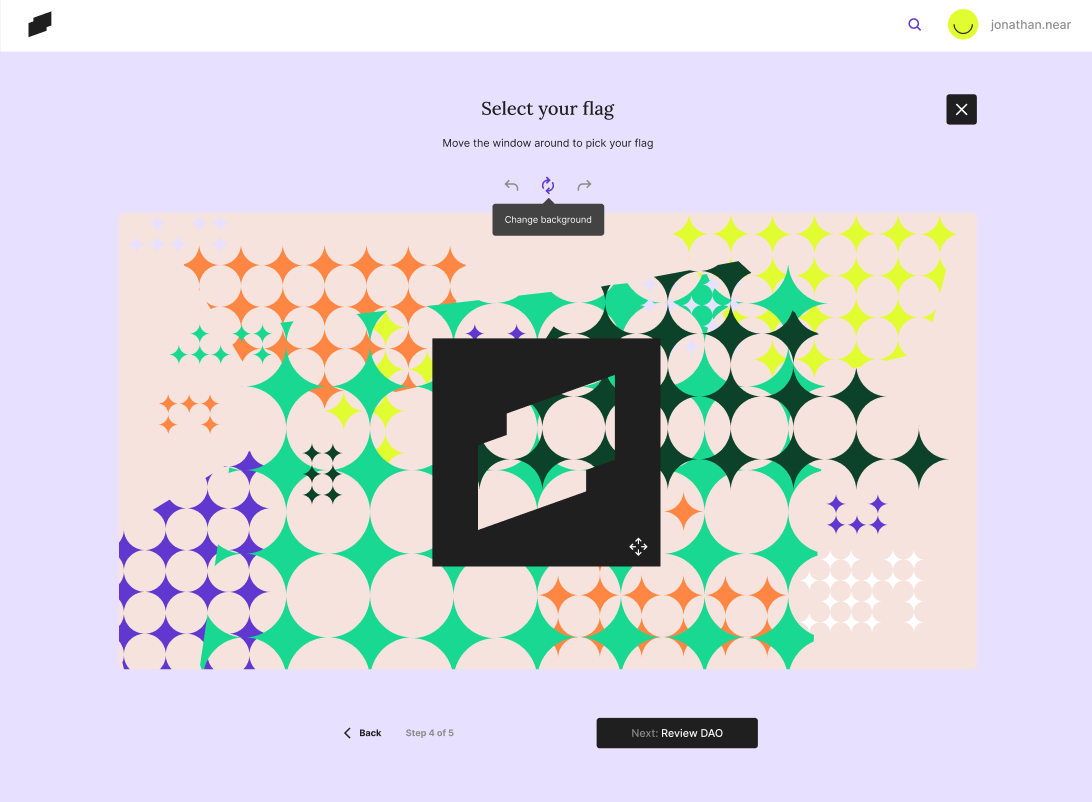 jonathan.near
Select your flag
Move the window around to pick your flag
Change background
Back
Step 4 of 5
Next: Review DAO